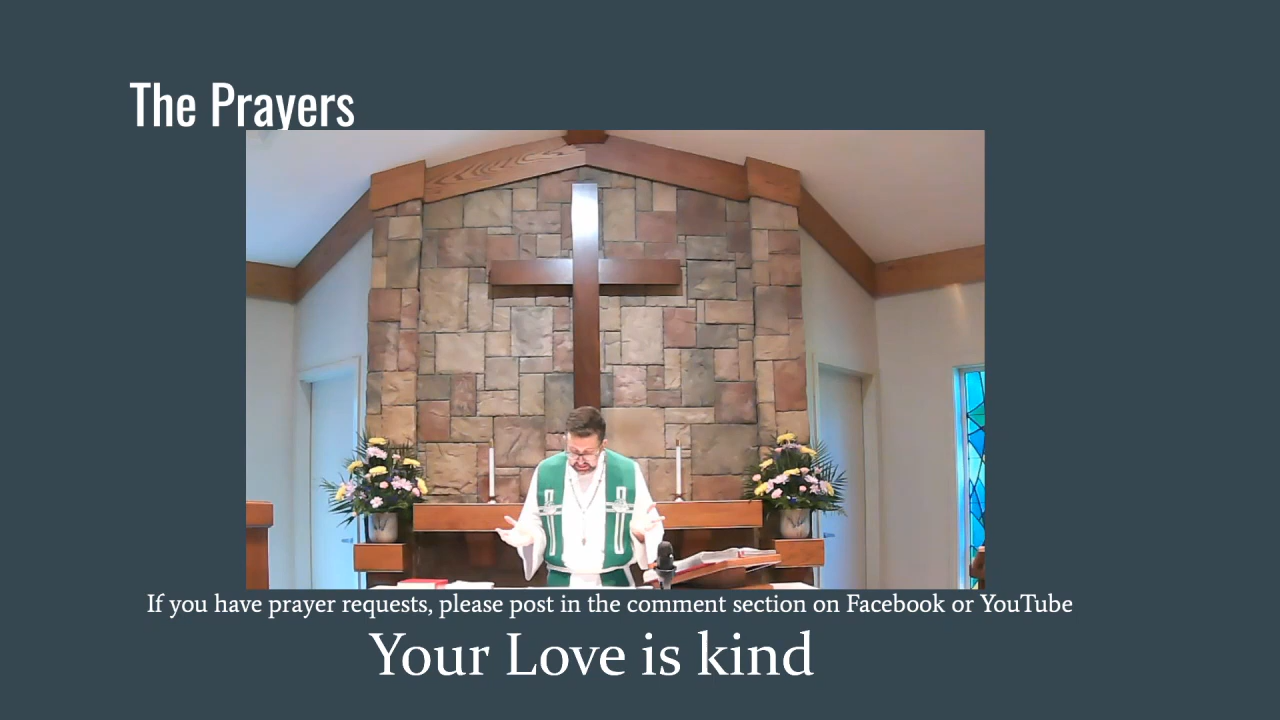 The Prayers
If you have prayer requests, please post in the comment section on Facebook or YouTube
Your Love is kind